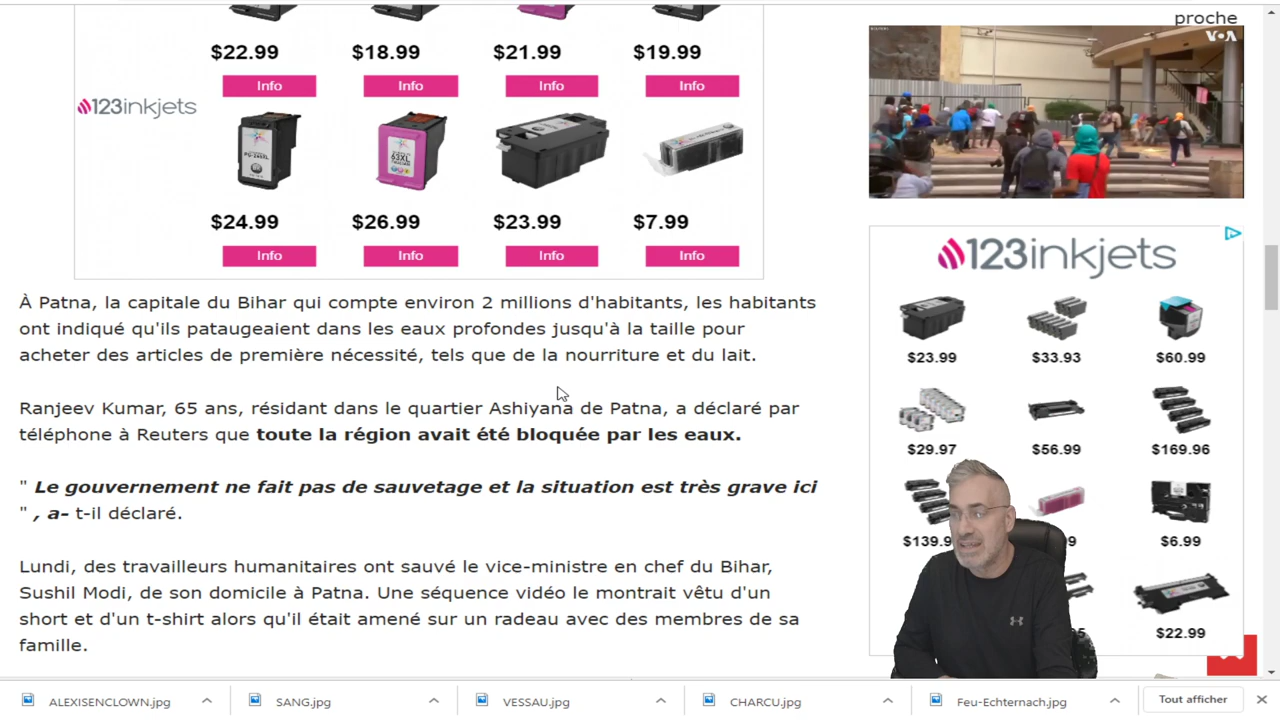 proche
VOA
$22.99
$18.99
$21.99
$19.99
Info
Info
Info
Info
123inkjets
63XL
$24.99
$26.99
$23.99
$7.99
Info
Info
Info
Info
À Patna, la capitale du Bihar qui compte environ 2 millions d'habitants, les habitants
ont indiqué qu'ils pataugeaient dans les eaux profondes jusqu'à la taille pour
acheter des articles de première nécessité, tels que de la nourriture et du lait.
Ranjeev Kumar, 65 ans, résidant dans le quartier Ashiyana de Patna, a déclaré par
téléphone à Reuters que toute la région avait été bloquée par les eaux.
" Le gouvernement ne fait pas de sauvetage et la situation est très grave ici
" , a- t-il déclaré.
Lundi, des travailleurs humanitaires ont sauvé le vice-ministre en chef du Bihar,
Sushil Modi, de son domicile à Patna. Une séquence vidéo le montrait vêtu d'un
short et d'un t-shirt alors qu'il était amené sur un radeau avec des membres de sa
famille.
123inkjets
$23.99
$33.93
$60.99
$29.97
$56.99
$169.96
$139.9
$6.99
$22.99
ALEXISENCLOWN.jpg
SANG.jpg
VESSAU.jpg
CHARCU.jpg
Feu-Echternach.jpg
Tout afficher